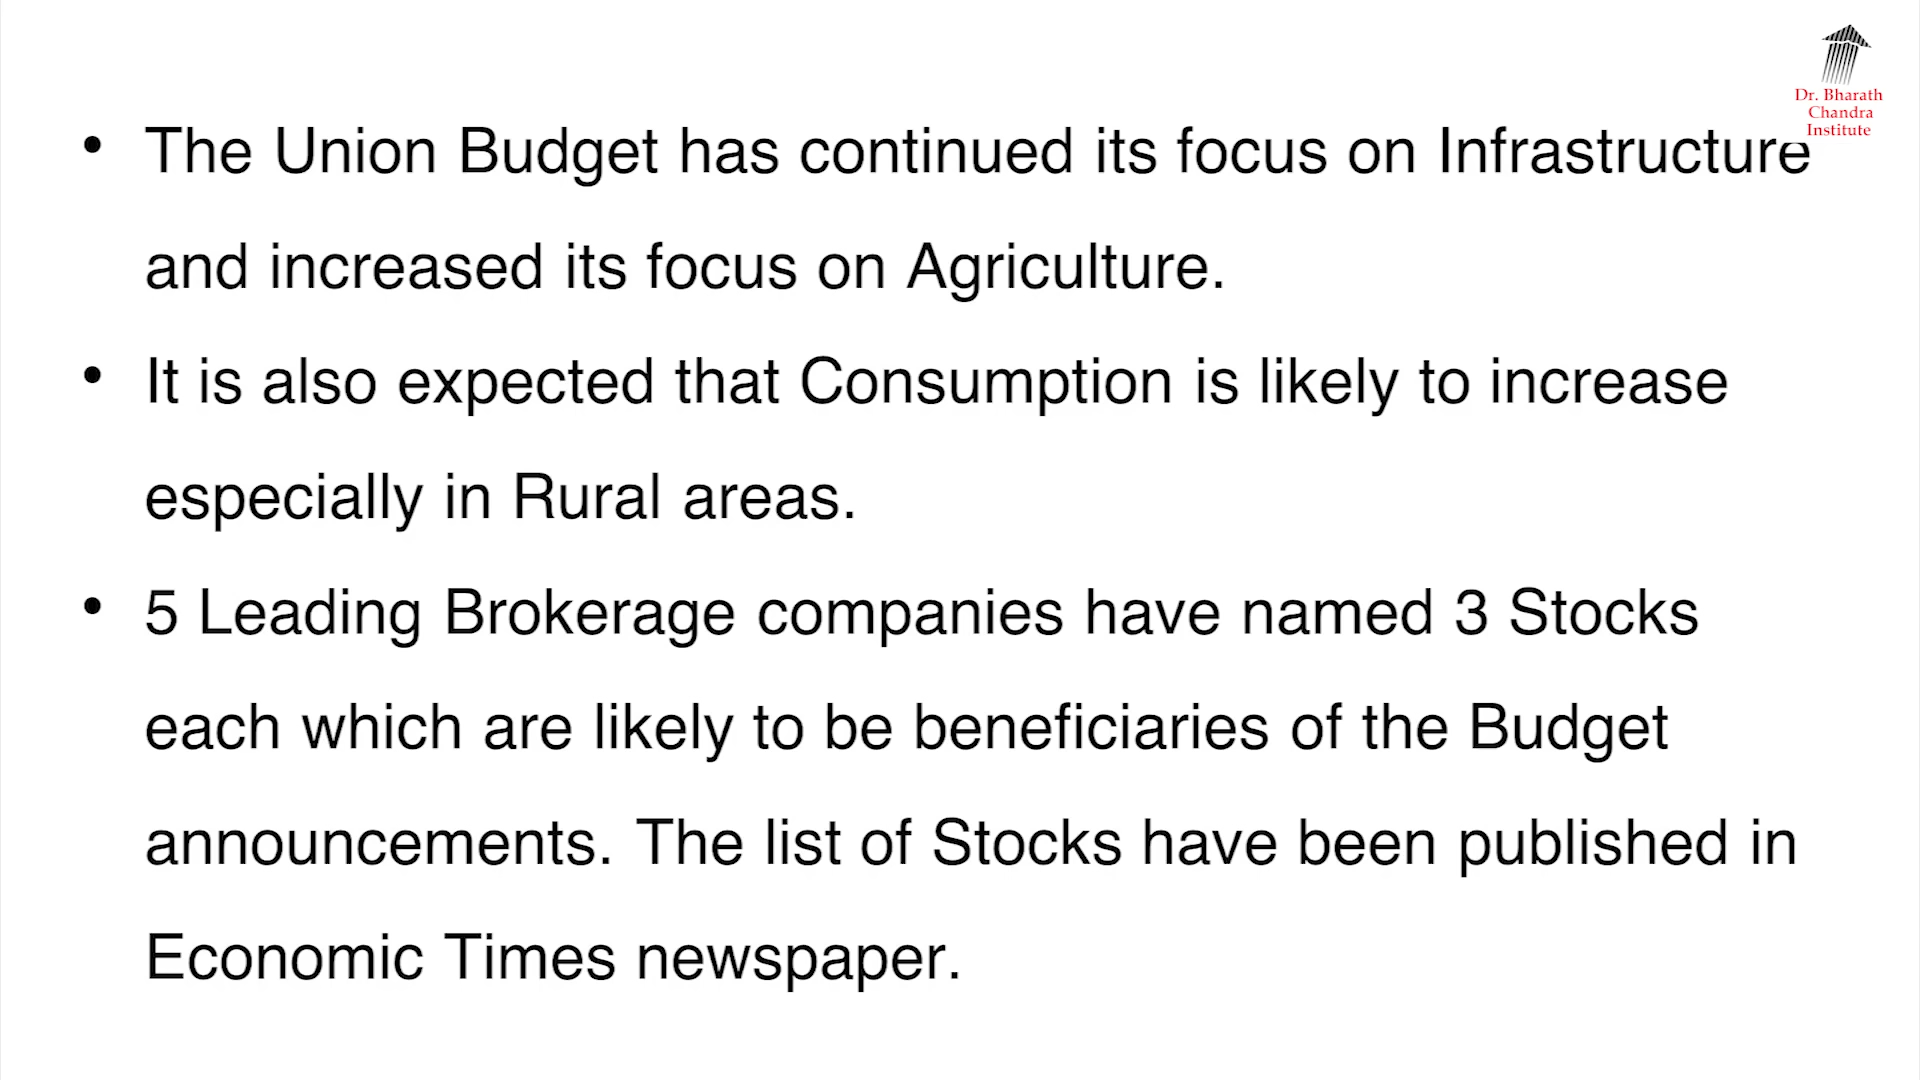 Dr. Bharath
Chandra
Institute
• The Union Budget has continued its focus on Infrastructure
and increased its focus on Agriculture.
• It is also expected that Consumption is likely to increase
especially in Rural areas.
• 5 Leading Brokerage companies have named 3 Stocks
each which are likely to be beneficiaries of the Budget
announcements. The list of Stocks have been published in
Economic Times newspaper.